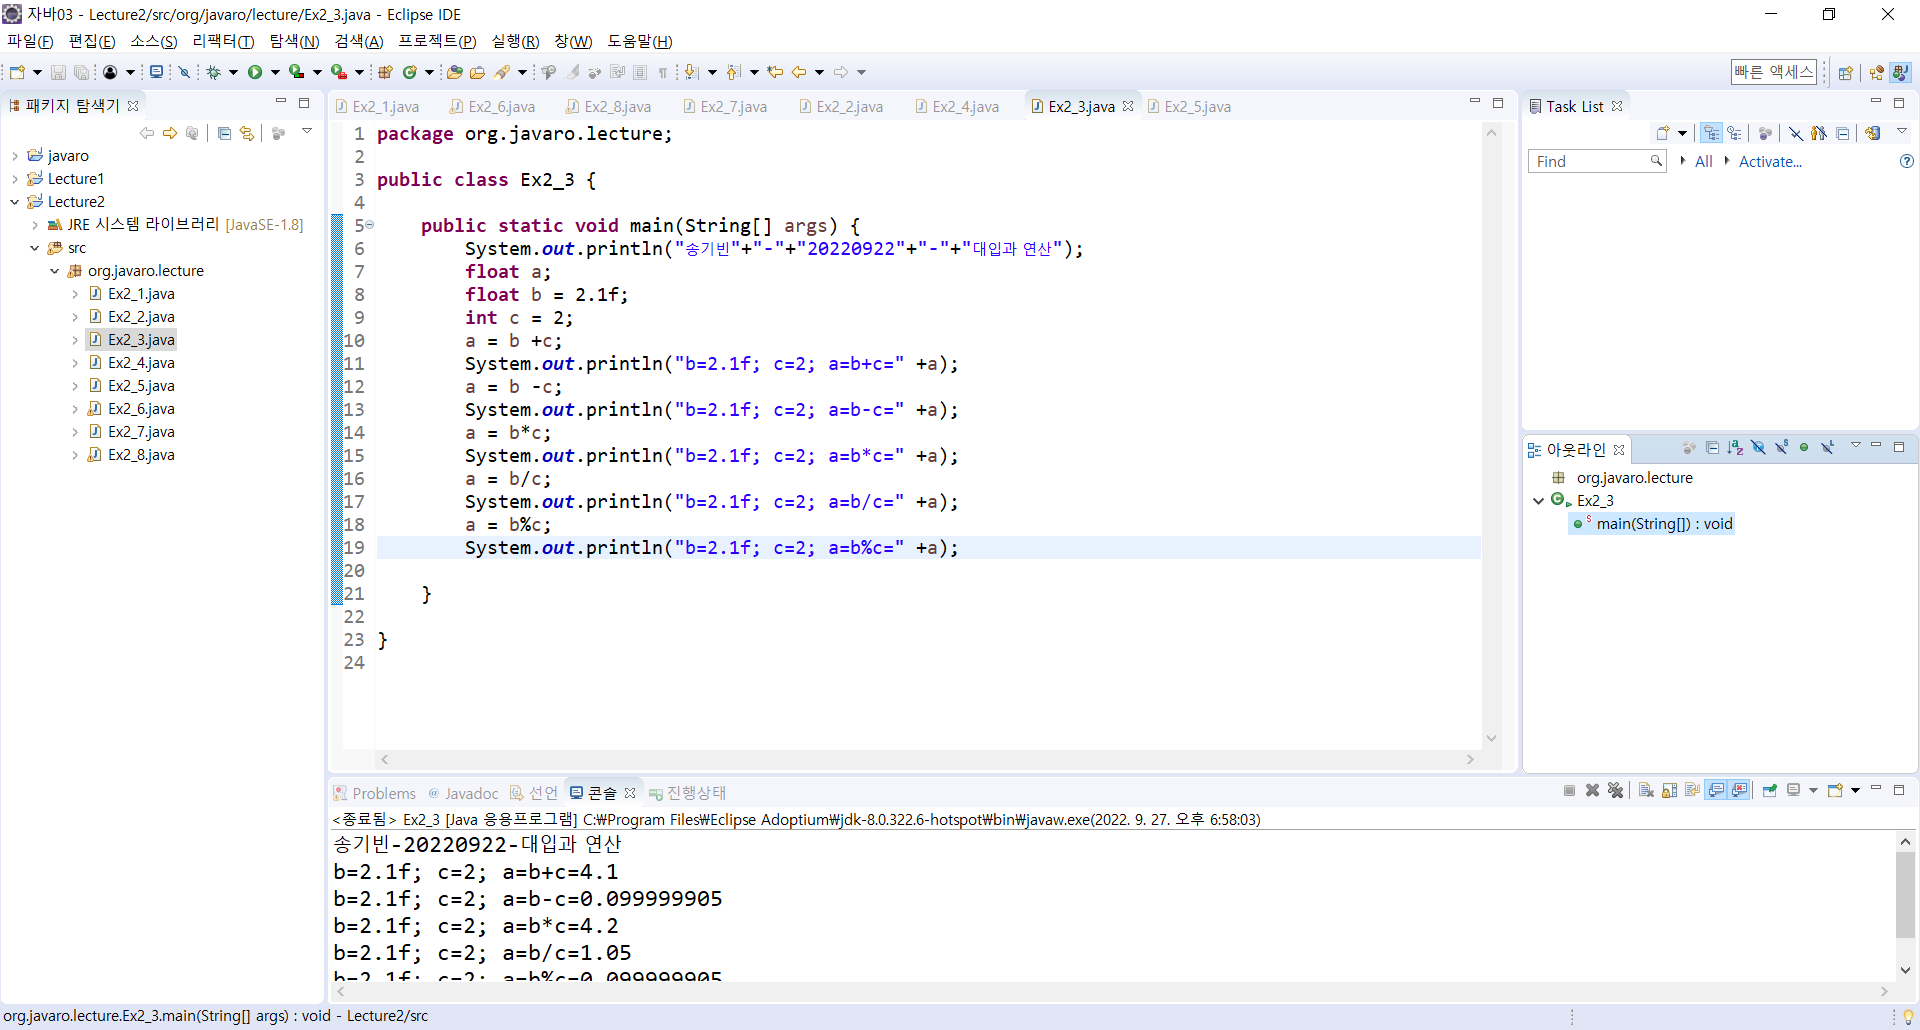 자바03 - Lecture2/src/org/javaro/lecture/Ex2_3.java - Eclipse IDE
파일(F) 편집(E) 소스(S) 리팩터(T) 탐색(N) 검색(A) 프로젝트(P) 실행(R) 창(W) 도움말(H)
빠른 액세스
패키지 탐색기
javaro
Lecture1
Lecture2
JRE 시스템 라이브러리 [JavaSE-1.8]
src
org.javaro.lecture
Ex2_1.java
Ex2_2.java
Ex2_3.java
Ex2_4.java
Ex2_5.java
Ex2_6.java
Ex2_7.java
Ex2_8.java
Ex2_1.java Ex2_6.java Ex2_8.java Ex2_7.java Ex2_2.java Ex2_4.java Ex2_3.java Ex2_5.java
1 package org.javaro.lecture;
2
3 public class Ex2_3 {
4
5 public static void main(String[] args) {
6 System.out.println("송기빈"+"-"+"20220922"+"-"+"대입과 연산");
7 float a;
8 float b = 2.1f;
9 int c = 2;
10 a = b +c;
11 System.out.println("b=2.1f; c=2; a=b+c=" +a);
12 a = b -c;
13 System.out.println("b=2.1f; c=2; a=b-c=" +a);
14 a = b*c;
15 System.out.println("b=2.1f; c=2; a=b*c=" +a);
16 a = b/c;
17 System.out.println("b=2.1f; c=2; a=b/c=" +a);
18 a = b%c;
19 System.out.println("b=2.1f; c=2; a=b%c=" +a);
20
21 }
22
23 }
24
Task List
Find All Activate...
아웃라인
org.javaro.lecture
Ex2_3
main(String[]) : void
Problems @ Javadoc 선언 콘솔 진행상태
<종료됨> Ex2_3 [Java 응용프로그램] C:₩Program Files₩Eclipse Adoptium₩jdk-8.0.322.6-hotspot₩bin₩javaw.exe(2022. 9. 27. 오후 6:58:03)
송기빈-20220922-대입과 연산
b=2.1f; c=2; a=b+c=4.1
b=2.1f; c=2; a=b-c=0.099999905
b=2.1f; c=2; a=b*c=4.2
b=2.1f; c=2; a=b/c=1.05
b=2.1f; c=2; a=b%c=0.099999905
org.javaro.lecture.Ex2_3.main(String[] args) : void - Lecture2/src